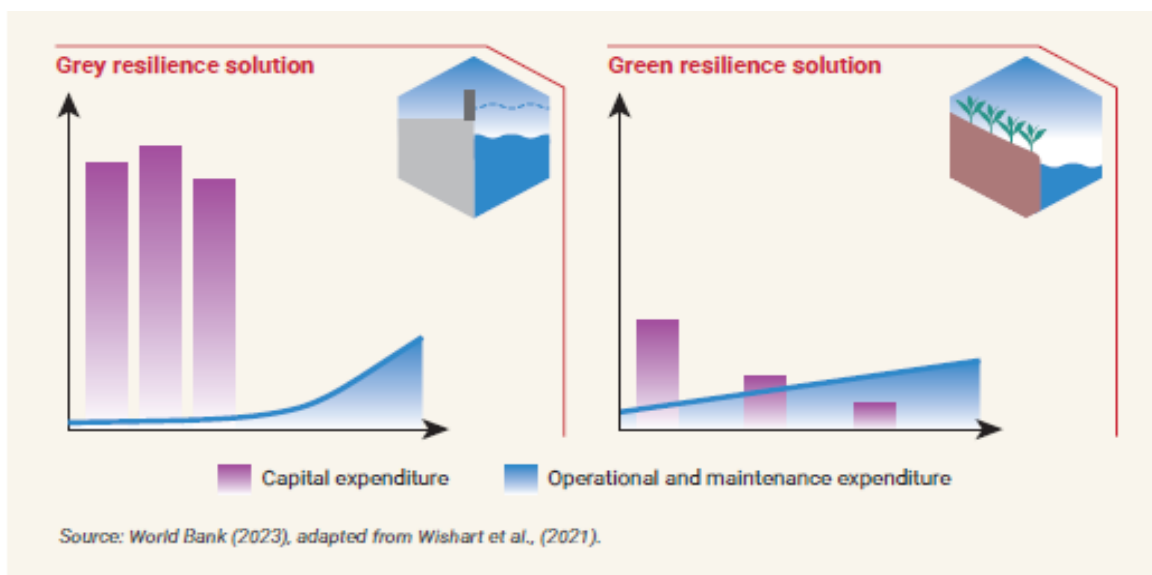 Grey resilience solution
Green resilience solution
Capital expenditure
Operational and maintenance expenditure
Source: World Bank (2023), adapted from Wishart et al., (2021).